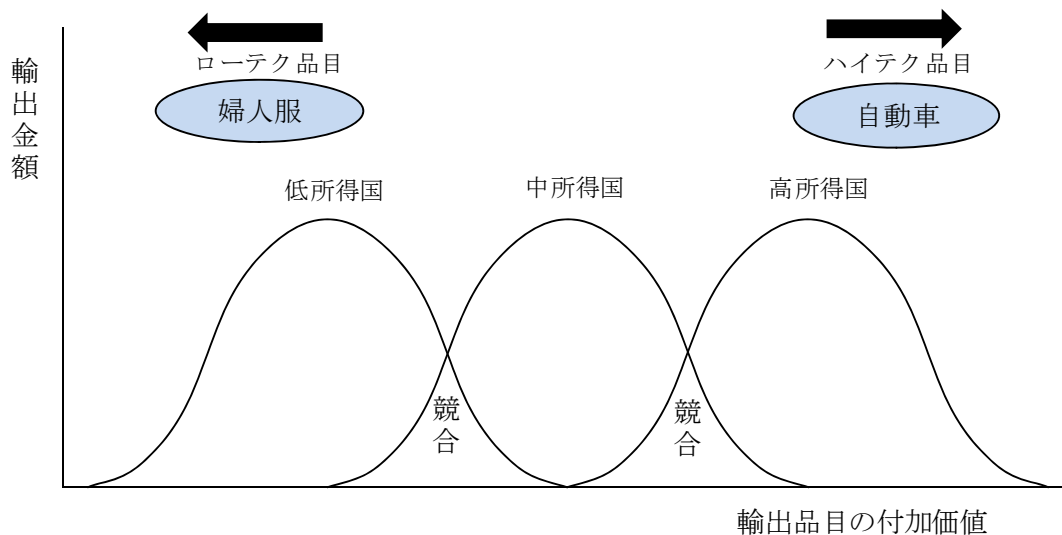 輸出金額
ローテク品目
婦人服
ハイテク品目
自動車
低所得国
中所得国
高所得国
競合
競合
輸出品目の付加価値